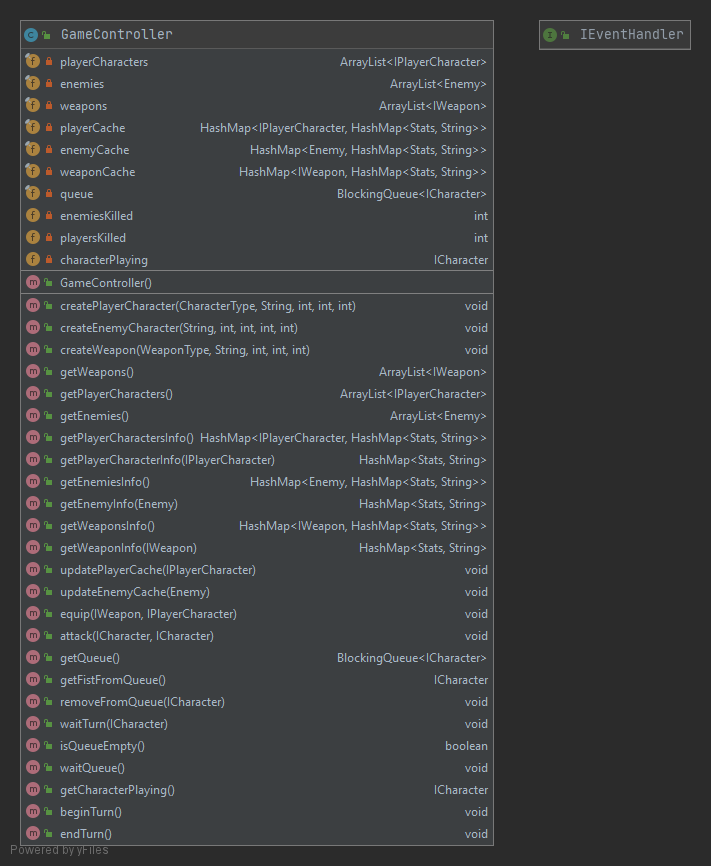 GameController
IEventHandler
playerCharacters ArrayList<IPlayerCharacter>
enemies ArrayList<Enemy>
weapons ArrayList<IWeapon>
playerCache HashMap<IPlayerCharacter, HashMap<Stats, String>>
enemyCache HashMap<Enemy, HashMap<Stats, String>>
weaponCache HashMap<IWeapon, HashMap<Stats, String>>
queue BlockingQueue<ICharacter>
enemiesKilled int
playersKilled int
characterPlaying ICharacter
GameController()
createPlayerCharacter(CharacterType, String, int, int, int) void
createEnemyCharacter(String, int, int, int, int) void
createWeapon(WeaponType, String, int, int, int) void
getWeapons() ArrayList<IWeapon>
getPlayerCharacters() ArrayList<IPlayerCharacter>
getEnemies() ArrayList<Enemy>
getPlayerCharactersInfo() HashMap<IPlayerCharacter, HashMap<Stats, String>>
getPlayerCharacterInfo(IPlayerCharacter) HashMap<Stats, String>
getEnemiesInfo() HashMap<Enemy, HashMap<Stats, String>>
getEnemyInfo(Enemy) HashMap<Stats, String>
getWeaponsInfo() HashMap<IWeapon, HashMap<Stats, String>>
getWeaponInfo(IWeapon) HashMap<Stats, String>
updatePlayerCache(IPlayerCharacter) void
updateEnemyCache(Enemy) void
equip(IWeapon, IPlayerCharacter) void
attack(ICharacter, ICharacter) void
getQueue() BlockingQueue<ICharacter>
getFistFromQueue() ICharacter
removeFromQueue(ICharacter) void
waitTurn(ICharacter) void
isQueueEmpty() boolean
waitQueue() void
getCharacterPlaying() ICharacter
beginTurn() void
endTurn() void
Powered by yFiles